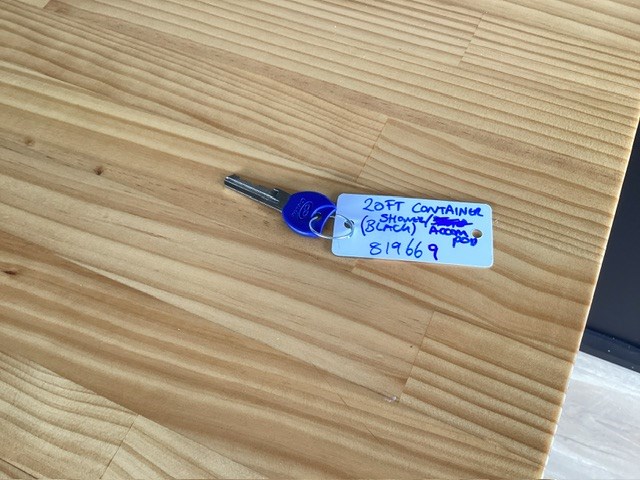 20FT CONTAINER
SHOWER/
(BLACK) ACCOM
POD
819669